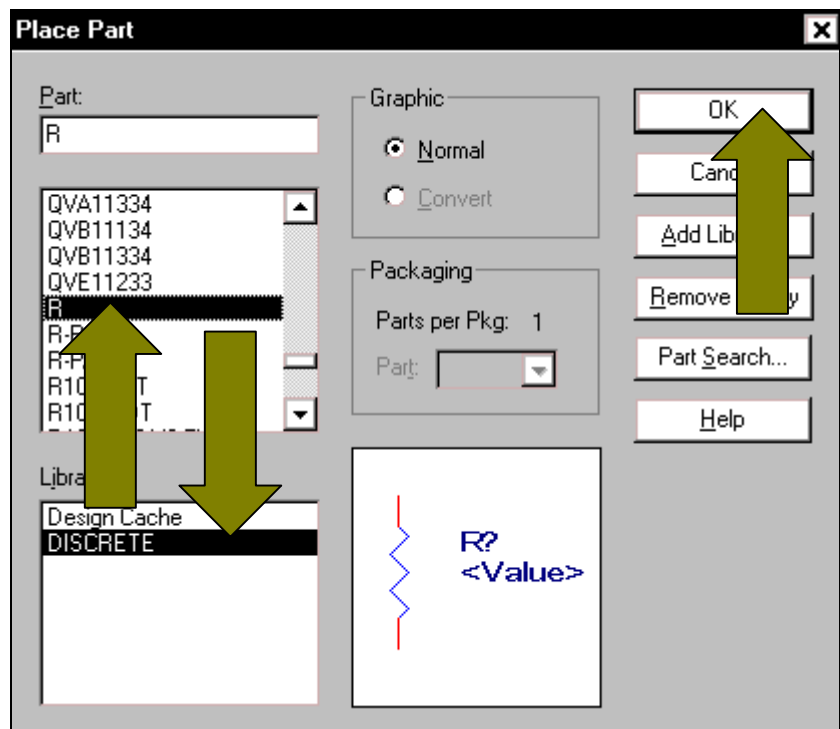 Place Part
Part:
R
QVA11334
QVB11134
QVB11334
QVE11233
R
Libra
Design Cache
DISCRETE
Graphic
Normal
Convert
Packaging
Parts per Pkg: 1
Part:
R?
<Value>
OK
Add Lib
Remove
Part Search...
Help